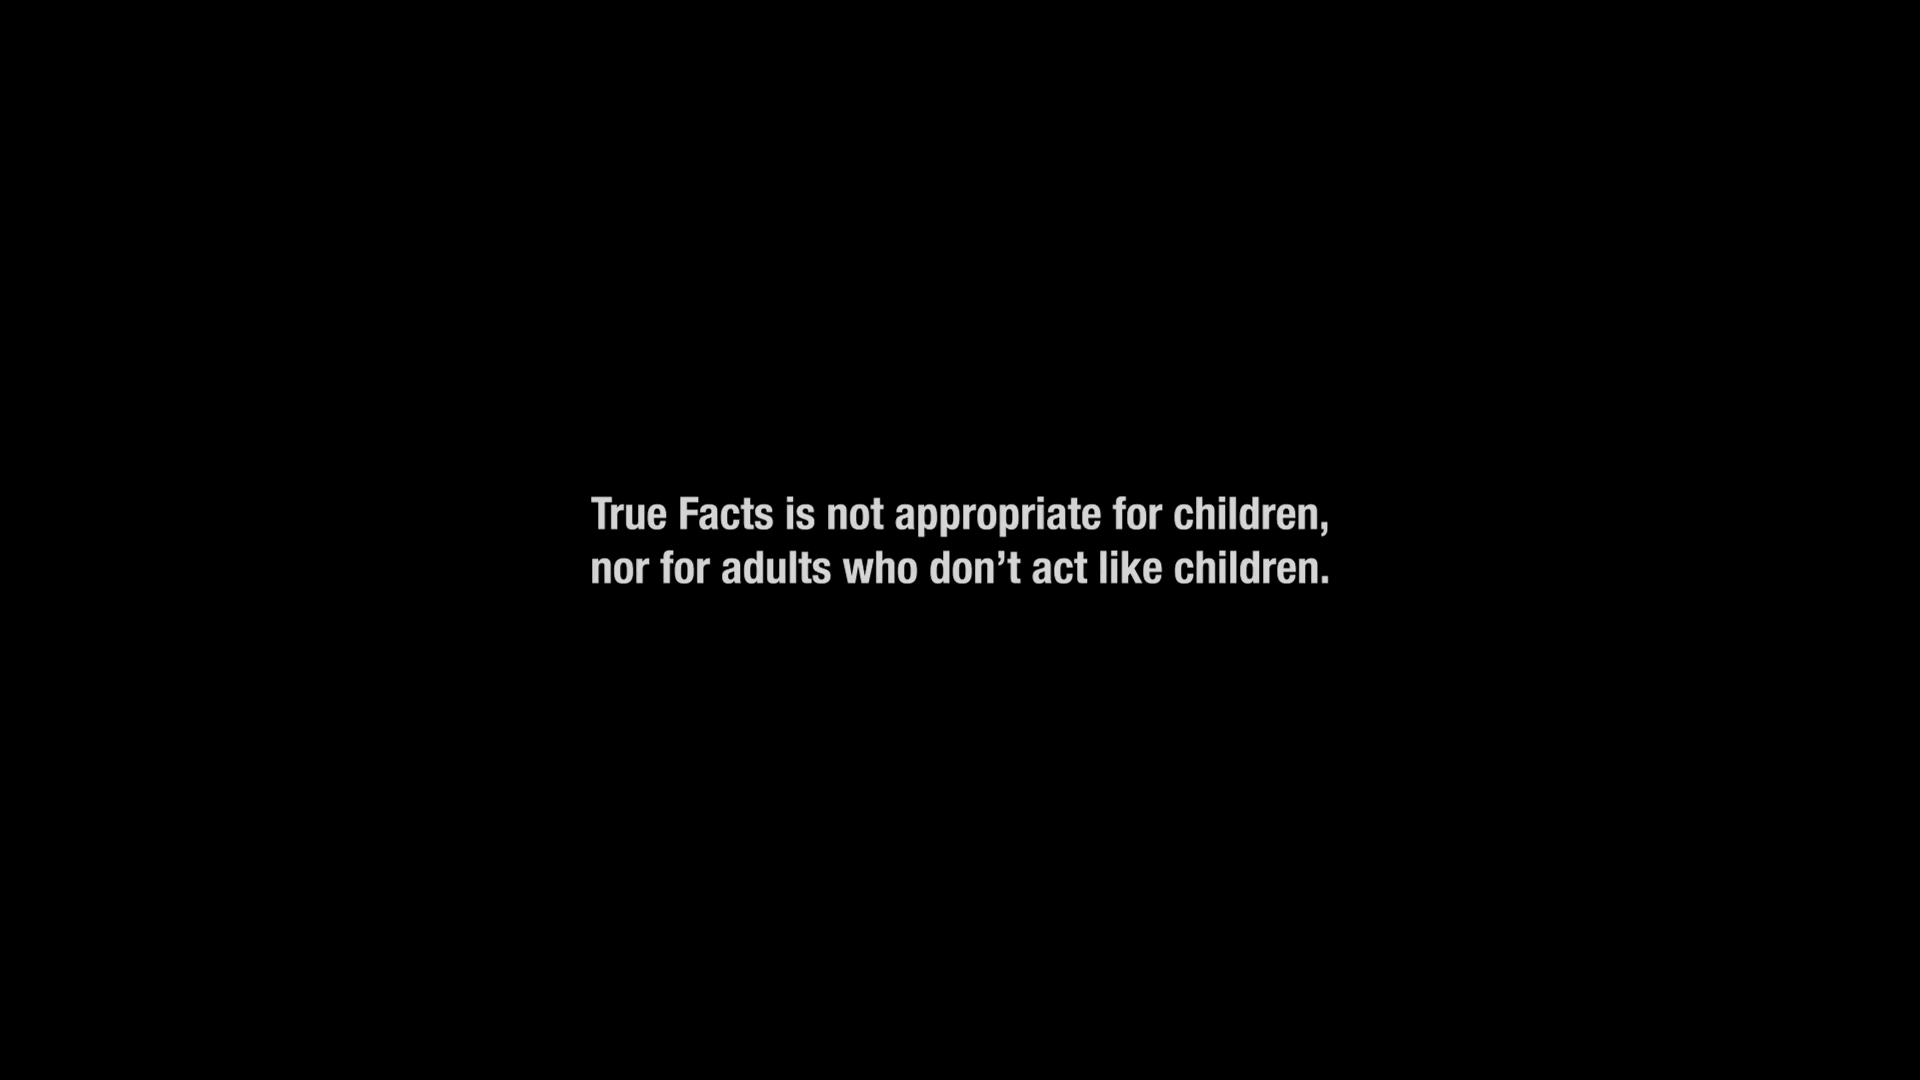 True Facts is not appropriate for children,
nor for adults who don’t act like children.